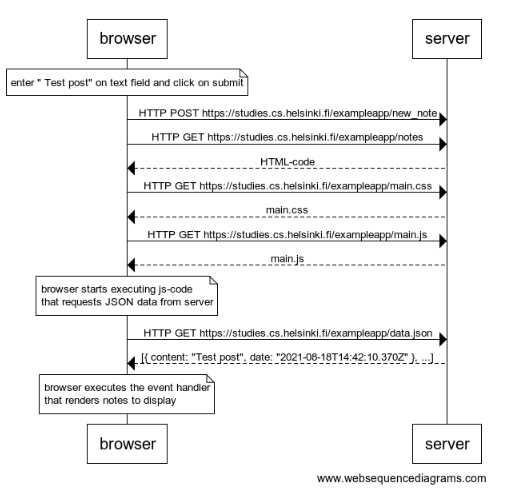 browser
server
enter " Test post" on text field and click on submit
HTTP POST https://studies.cs.helsinki.fi/exampleapp/new_note
HTTP GET https://studies.cs.helsinki.fi/exampleapp/notes
HTML-code
HTTP GET https://studies.cs.helsinki.fi/exampleapp/main.css
main.css
HTTP GET https://studies.cs.helsinki.fi/exampleapp/main.js
main.js
browser starts executing js-code
that requests JSON data from server
HTTP GET https://studies.cs.helsinki.fi/exampleapp/data.json
[{ content: "Test post", date: "2021-08-18T14:42:10.370Z" }, ...]
browser executes the event handler
that renders notes to display
browser
server
www.websequencediagrams.com